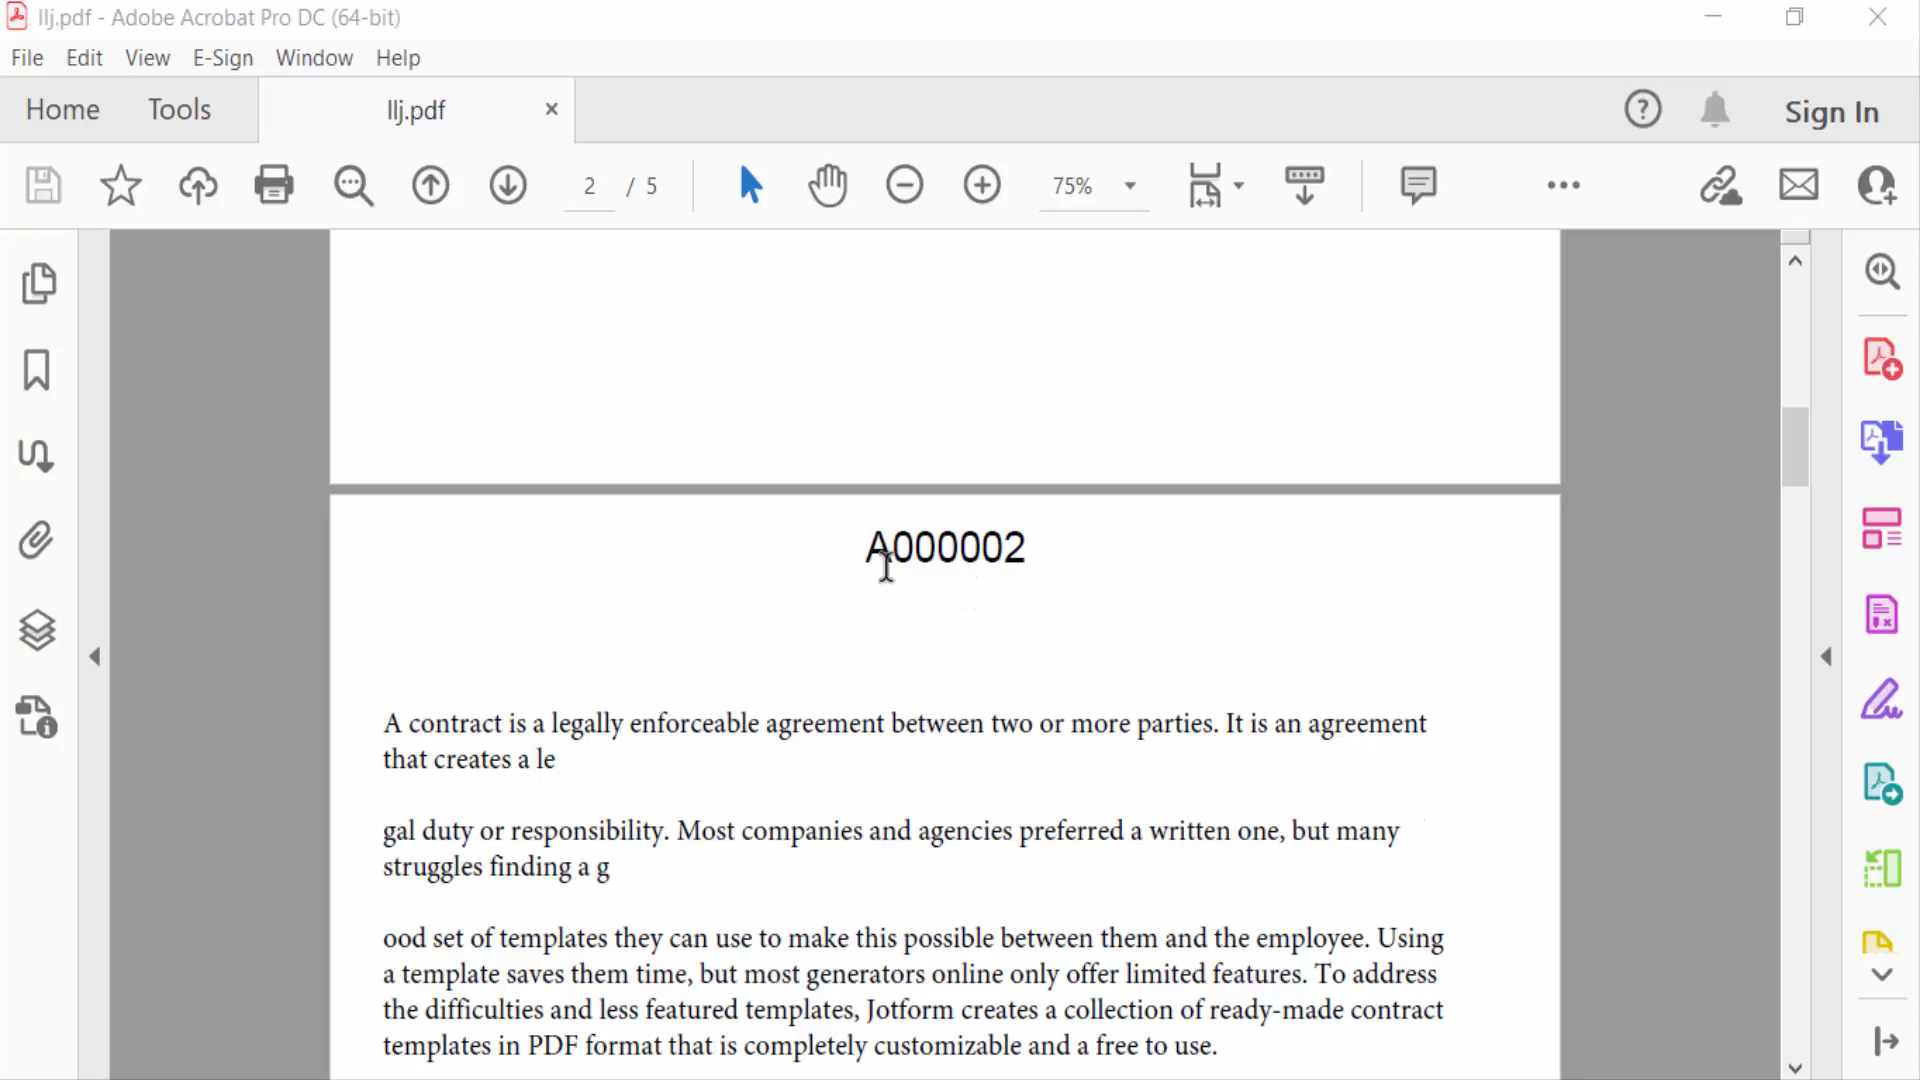 llj.pdf - Adobe Acrobat Pro DC (64-bit)
File Edit View E-Sign Window Help
Home Tools llj.pdf × Sign In
2 / 5 75%
A000002
A contract is a legally enforceable agreement between two or more parties. It is an agreement
that creates a le
gal duty or responsibility. Most companies and agencies preferred a written one, but many
struggles finding a g
ood set of templates they can use to make this possible between them and the employee. Using
a template saves them time, but most generators online only offer limited features. To address
the difficulties and less featured templates, Jotform creates a collection of ready-made contract
templates in PDF format that is completely customizable and a free to use.